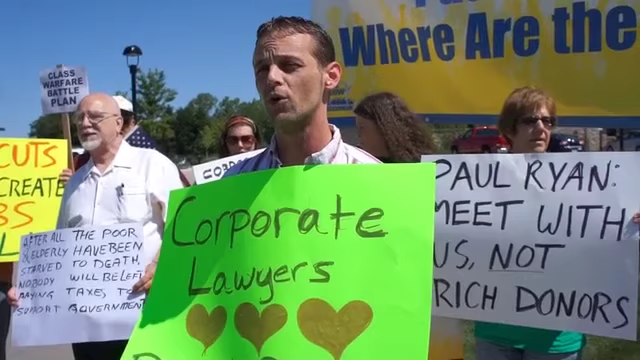 Where Are the
CLASS
WARFARE
BATTLE
PLAN
CUTS
CREATE
AFTER ALL THE POOR
& ELDERLY HAVE BEEN
STARVED TO DEATH,
NOBODY WILL BE LEFT
PAYING TAXES, TO
SUPPORT GOVERNMENT
Corporate
Lawyers
PAUL RYAN:
MEET WITH
US, NOT
RICH DONORS